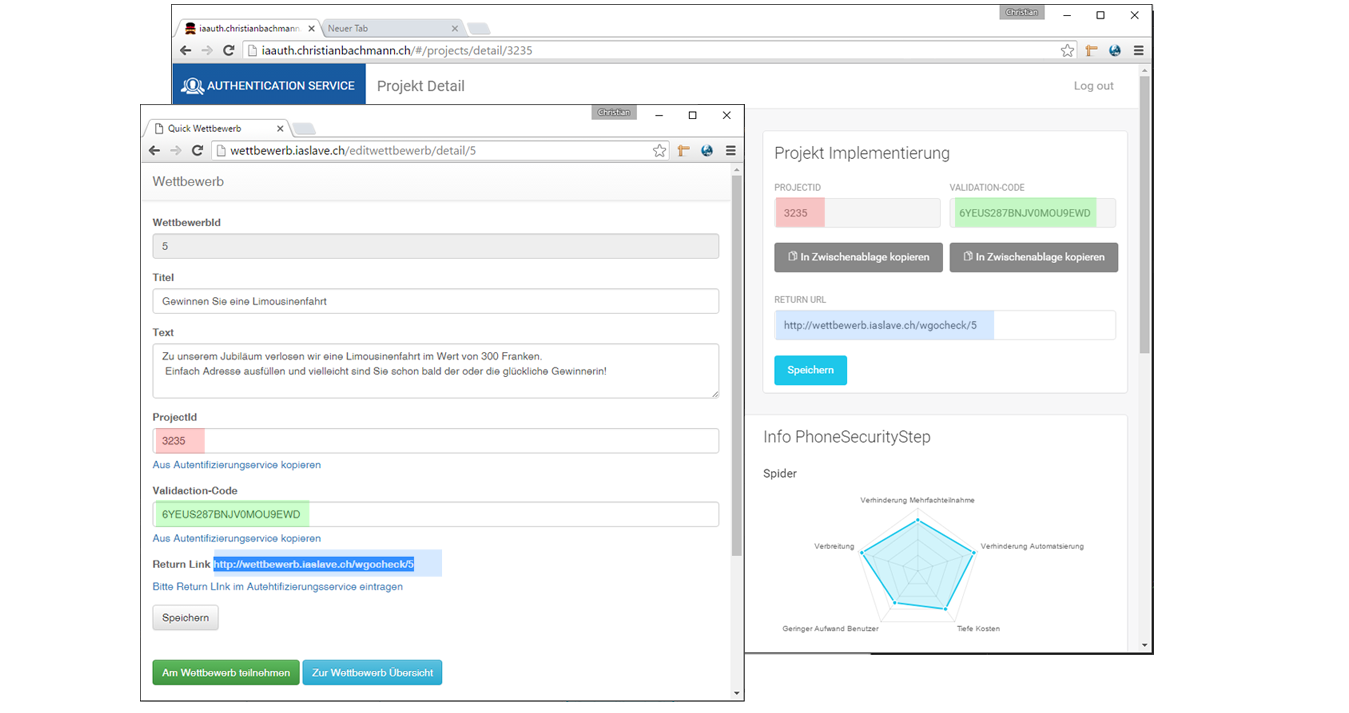 Christian
iaauth.christianbachmann.
Neuer Tab
iaauth.christianbachmann.ch/#/projects/detail/3235
AUTHENTICATION SERVICE
Projekt Detail
Log out
Christian
Quick Wettbewerb
wettbewerb.iaslave.ch/editwettbewerb/detail/5
Wettbewerb
WettbewerbId
5
Titel
Gewinnen Sie eine Limousinenfahrt
Text
Zu unserem Jubiläum verlosen wir eine Limousinenfahrt im Wert von 300 Franken.
Einfach Adresse ausfüllen und vielleicht sind Sie schon bald der oder die glückliche Gewinnerin!
ProjectId
3235
Aus Autentifizierungservice kopieren
Validaction-Code
6YEUS287BNJV0MOU9EWD
Aus Autentifizierungservice kopieren
Return Link http://wettbewerb.iaslave.ch/wgocheck/5
Bitte Return LInk im Autehtifizierungsservice eintragen
Speichern
Am Wettbewerb teilnehmen
Zur Wettbewerb Übersicht
Projekt Implementierung
PROJECTID
VALIDATION-CODE
3235
6YEUS287BNJV0MOU9EWD
In Zwischenablage kopieren
In Zwischenablage kopieren
RETURN URL
http://wettbewerb.iaslave.ch/wgocheck/5
Speichern
Info PhoneSecurityStep
Spider
Verhinderung Mehrfachteilnahme
Verbreitung
Verhinderung Automatsierung
Geringer Aufwand Benutzer
Tiefe Kosten